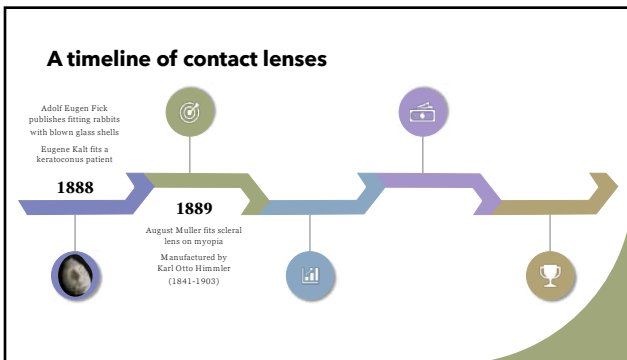 A timeline of contact lenses
Adolf Eugen Fick
publishes fitting rabbits
with blown glass shells
Eugene Kalt fits a
keratoconus patient
1888
1889
August Muller fits scleral
lens on myopia
Manufactured by
Karl Otto Himmler
(1841-1903)